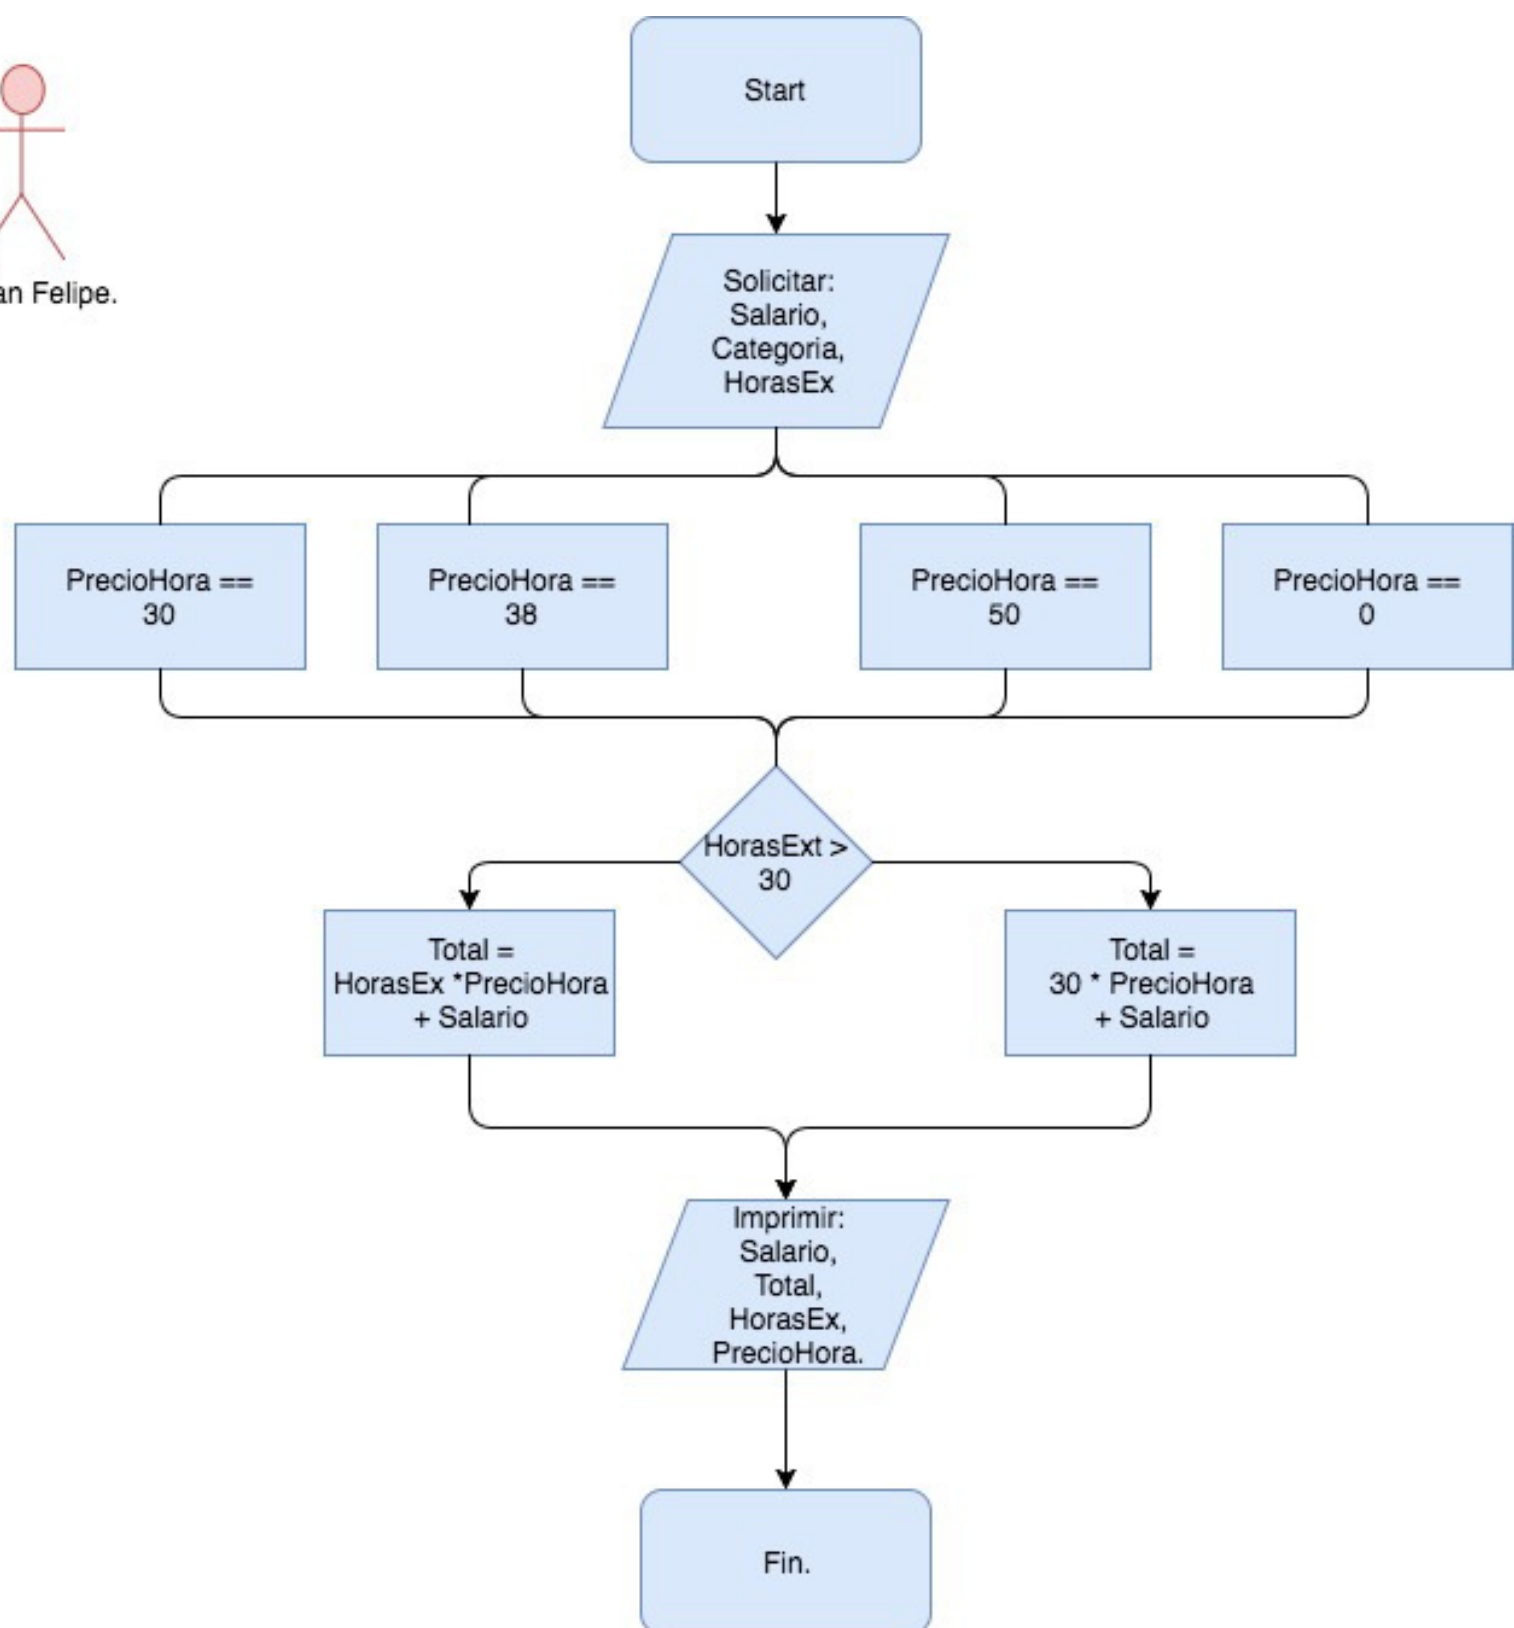 Start
Felipe.
Solicitar:
Salario,
Categoria,
HorasEx
PrecioHora ==
30
PrecioHora ==
38
PrecioHora ==
50
PrecioHora ==
0
HorasExt >
30
Total =
HorasEx *PrecioHora
+ Salario
Total =
30 * PrecioHora
+ Salario
Imprimir:
Salario,
Total,
HorasEx,
PrecioHora.
Fin.